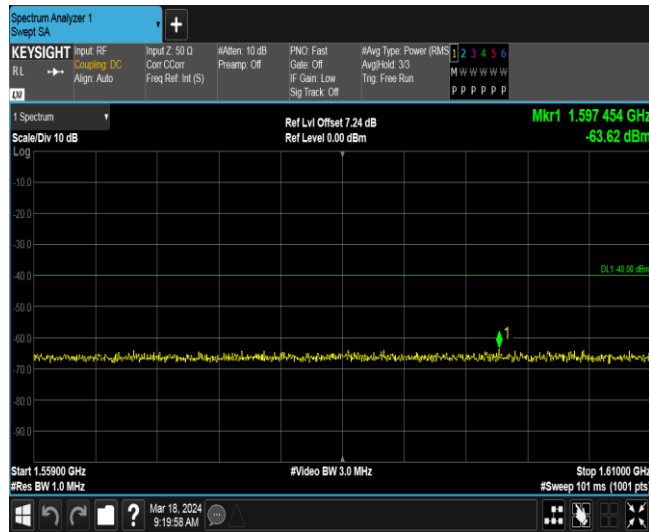 Spectrum Analyzer 1
Swept SA
+
KEYSIGHT
RL
LXI
Input: RF
Coupling: DC
Align: Auto
Input Z: 50 Ω
Corr CCorr
Freq Ref: Int (S)
#Atten: 10 dB
Preamp: Off
PNO: Fast
Gate: Off
IF Gain: Low
Sig Track: Off
#Avg Type: Power (RMS
Avg|Hold: 3/3
Trig: Free Run
1 2 3 4 5 6
M W W W W W
P P P P P P
1 Spectrum
Scale/Div 10 dB
Log
Ref Lvl Offset 7.24 dB
Ref Level 0.00 dBm
Mkr1 1.597 454 GHz
-63.62 dBm
-10.0
-20.0
-30.0
-40.0
DL1 -40.00 dBm
-50.0
-60.0
1
-70.0
-80.0
-90.0
Start 1.55900 GHz
#Res BW 1.0 MHz
#Video BW 3.0 MHz
Stop 1.61000 GHz
#Sweep 101 ms (1001 pts)
?
Mar 18, 2024
9:19:58 AM